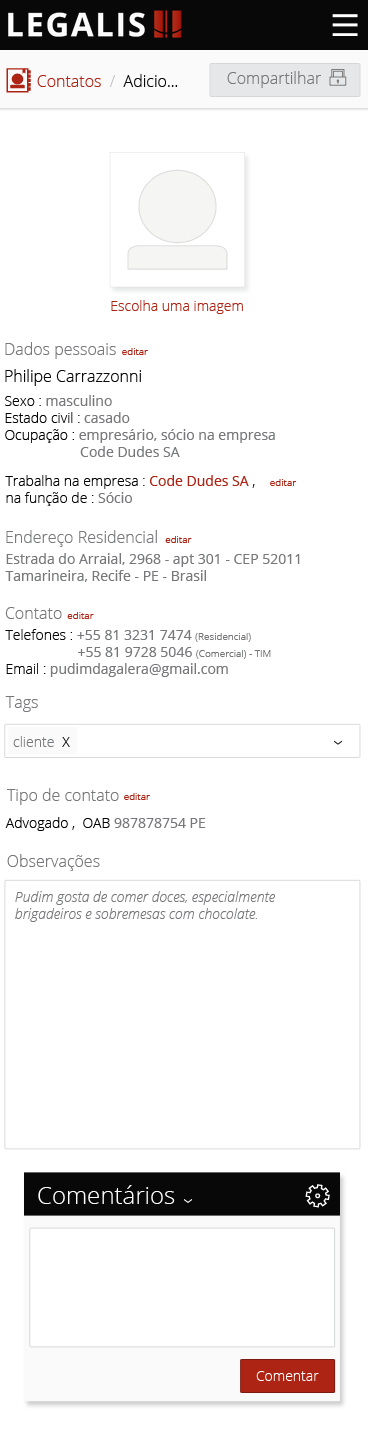 LEGALIS
Contatos / Adicio...
Compartilhar
Escolha uma imagem
Dados pessoais editar
Philipe Carrazzonni
Sexo : masculino
Estado civil : casado
Ocupação : empresário, sócio na empresa
Code Dudes SA
Trabalha na empresa : Code Dudes SA , editar
na função de : Sócio
Endereço Residencial editar
Estrada do Arraial, 2968 - apt 301 - CEP 52011
Tamarineira, Recife - PE - Brasil
Contato editar
Telefones : +55 81 3231 7474 (Residencial)
+55 81 9728 5046 (Comercial) - TIM
Email : pudimdagalera@gmail.com
Tags
cliente X
Tipo de contato editar
Advogado , OAB 987878754 PE
Observações
Pudim gosta de comer doces, especialmente
brigadeiros e sobremesas com chocolate.
Comentários
Comentar